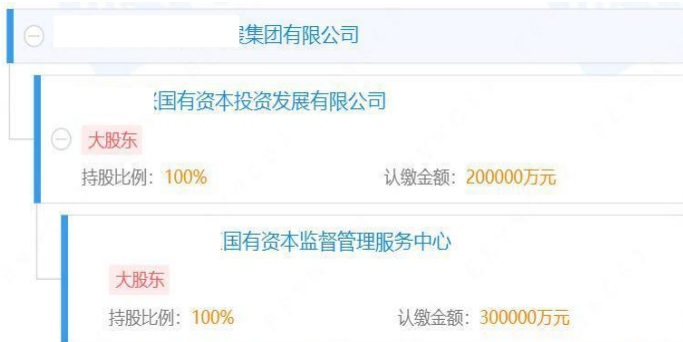 集团有限公司
国有资本投资发展有限公司
大股东
持股比例：100% 认缴金额：200000万元
国有资本监督管理服务中心
大股东
持股比例：100% 认缴金额：300000万元